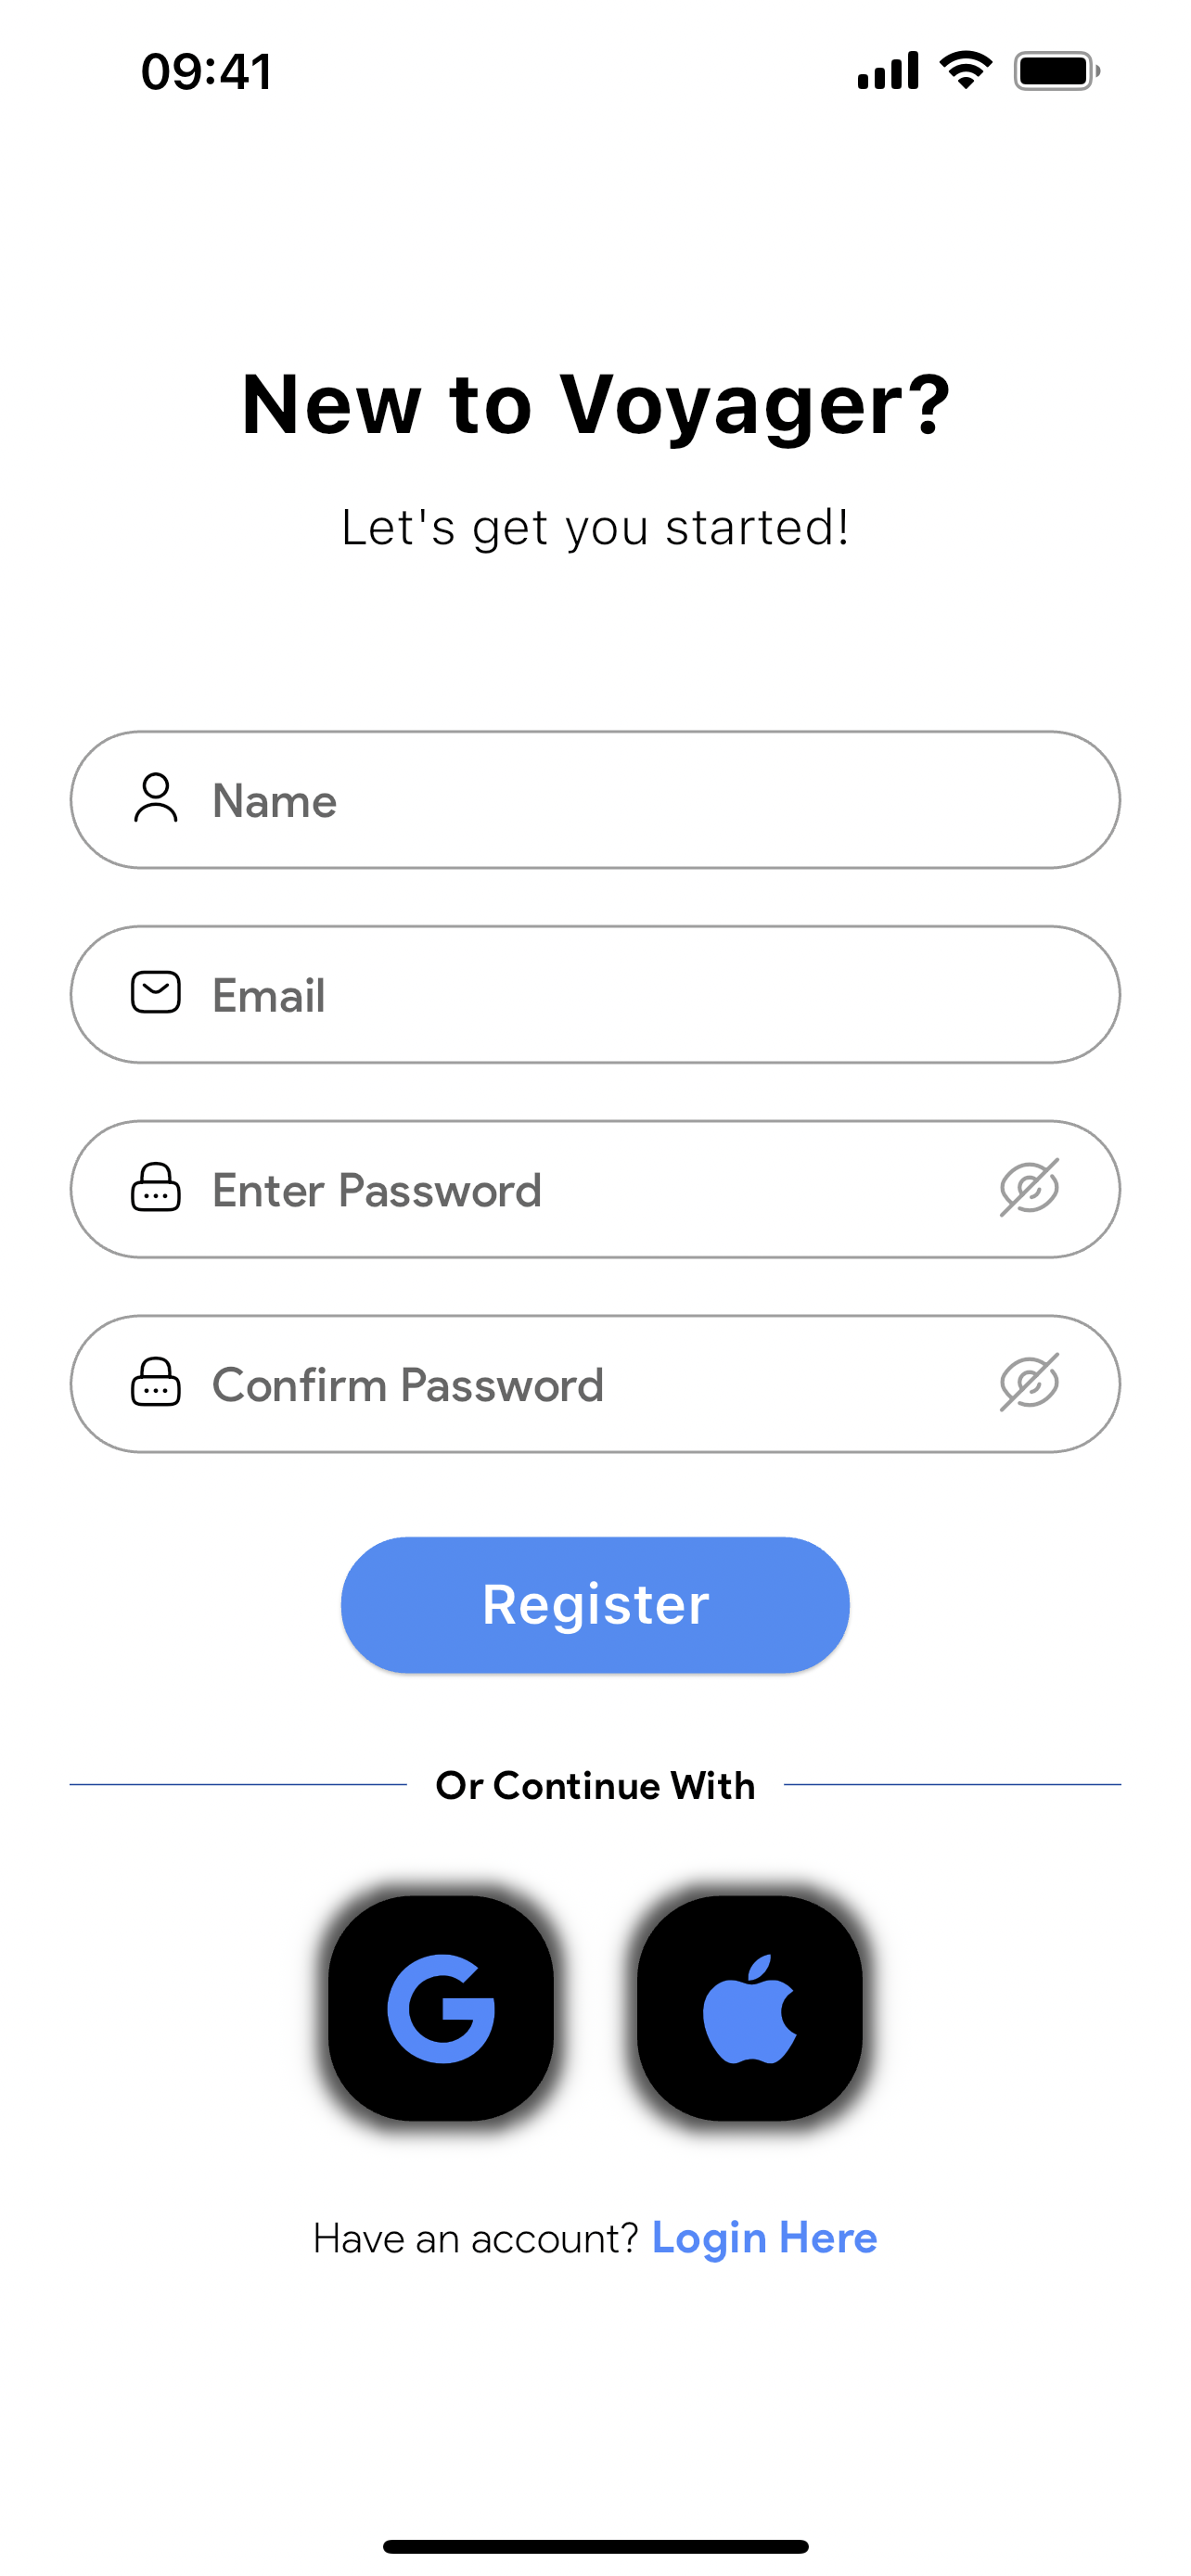 09:41
New to Voyager?
Let's get you started!
Name
Email
Enter Password
Confirm Password
Register
Or Continue With
Have an account? Login Here